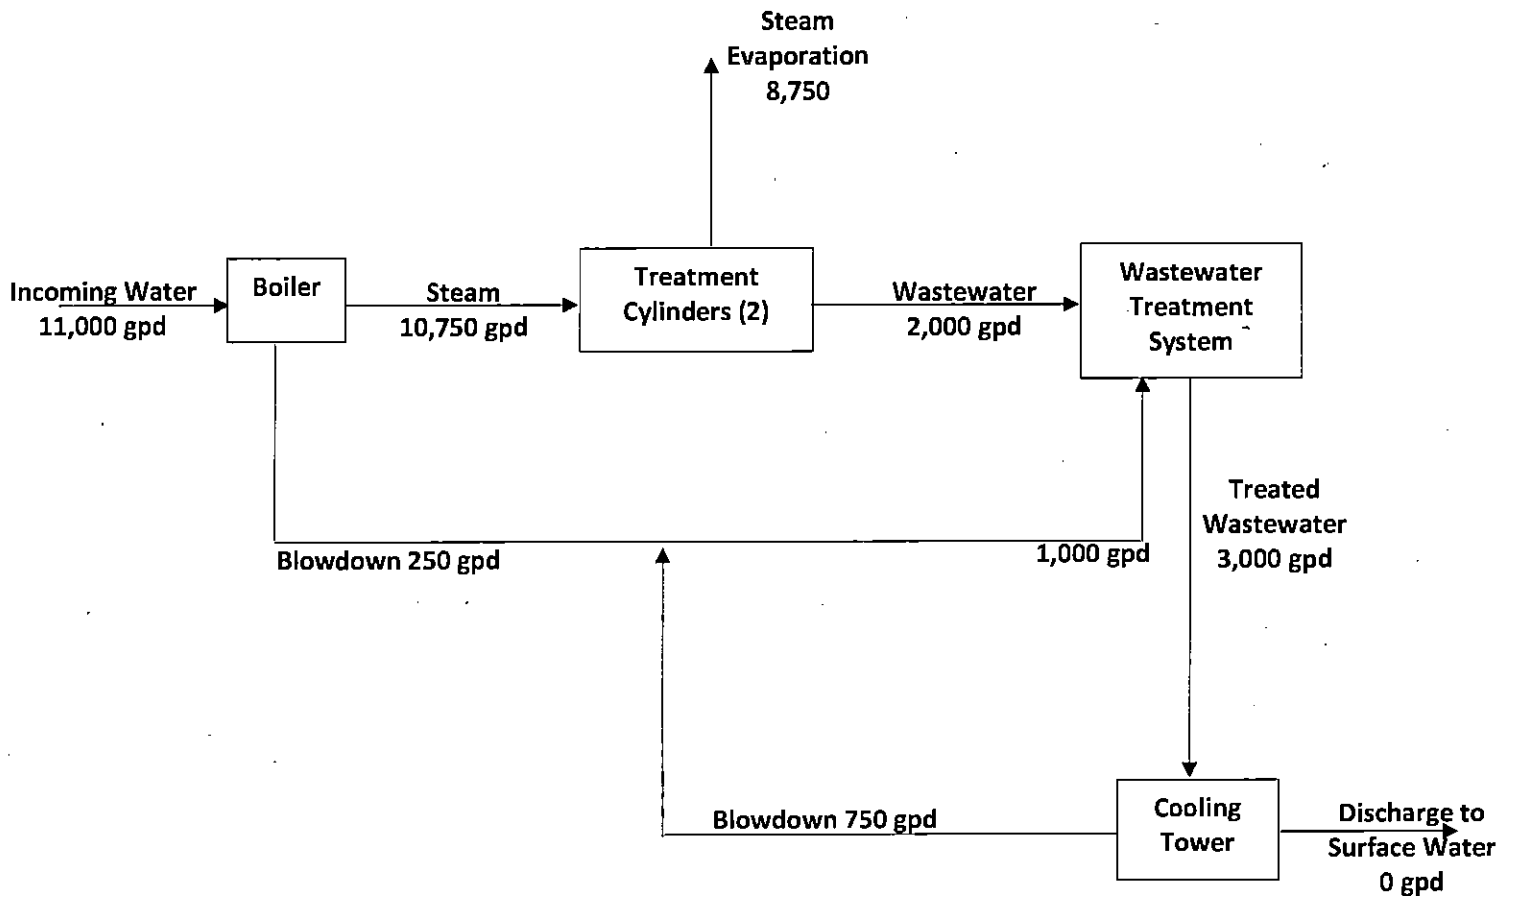 Steam
Evaporation
8,750
Incoming Water
11,000 gpd
Boiler
Steam
10,750 gpd
Treatment
Cylinders (2)
Wastewater
2,000 gpd
Wastewater
Treatment
System
Blowdown 250 gpd
1,000 gpd
Treated
Wastewater
3,000 gpd
Blowdown 750 gpd
Cooling
Tower
Discharge to
Surface Water
0 gpd